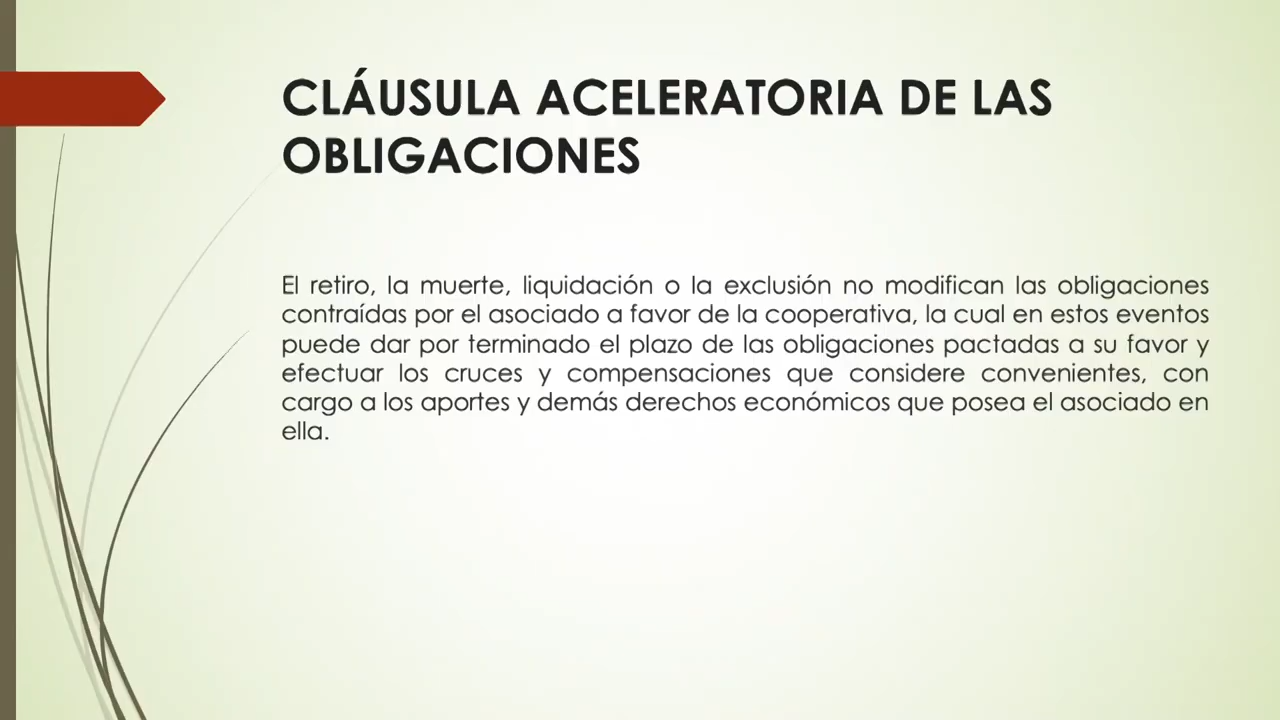 CLÁUSULA ACELERATORIA DE LAS
OBLIGACIONES
El retiro, la muerte, liquidación o la exclusión no modifican las obligaciones
contraídas por el asociado a favor de la cooperativa, la cual en estos eventos
puede dar por terminado el plazo de las obligaciones pactadas a su favor y
efectuar los cruces y compensaciones que considere convenientes, con
cargo a los aportes y demás derechos económicos que posea el asociado en
ella.